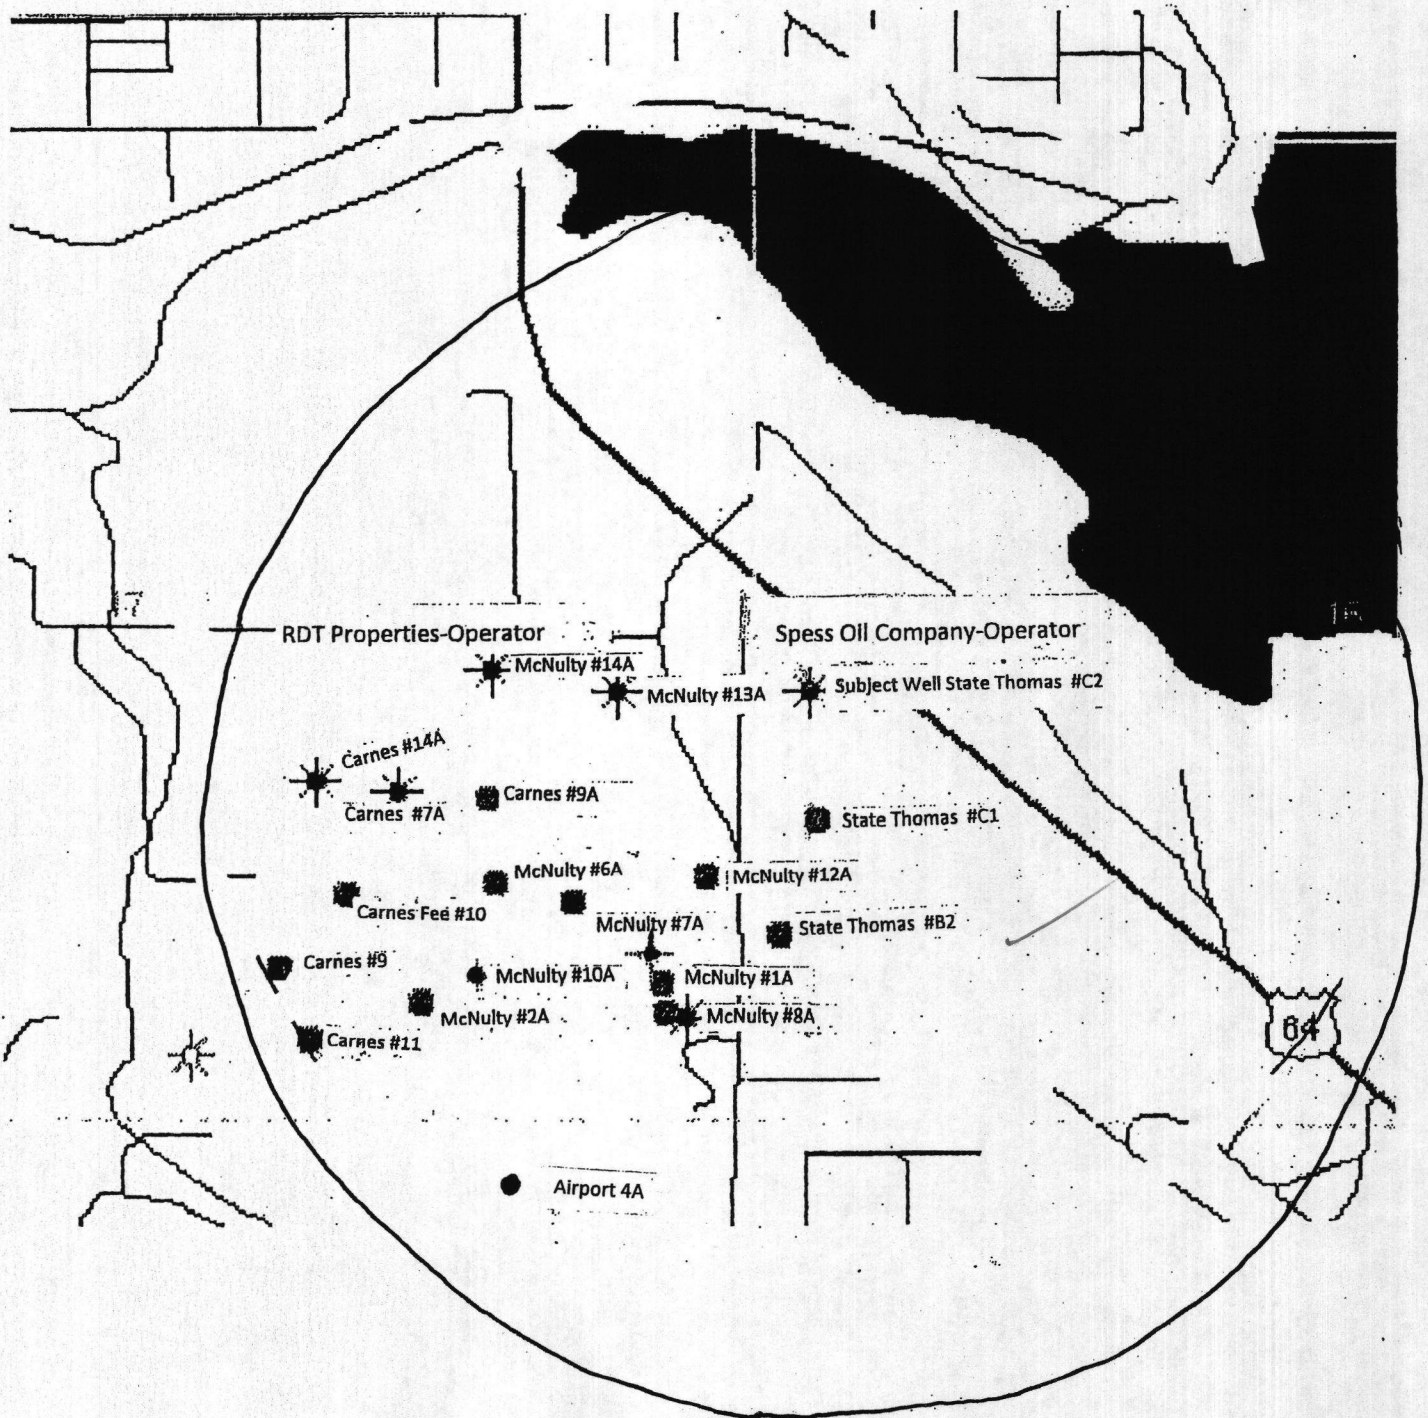 RDT Properties-Operator
Spess Oil Company-Operator
McNulty #14A
McNulty #13A
Subject Well State Thomas #C2
Carnes #14A
Carnes #7A
Carnes #9A
State Thomas #C1
McNulty #6A
McNulty #12A
Carnes Fee #10
McNulty #7A
State Thomas #B2
Carnes #9
McNulty #10A
McNulty #1A
McNulty #2A
McNulty #8A
64
Carnes #11
Airport 4A